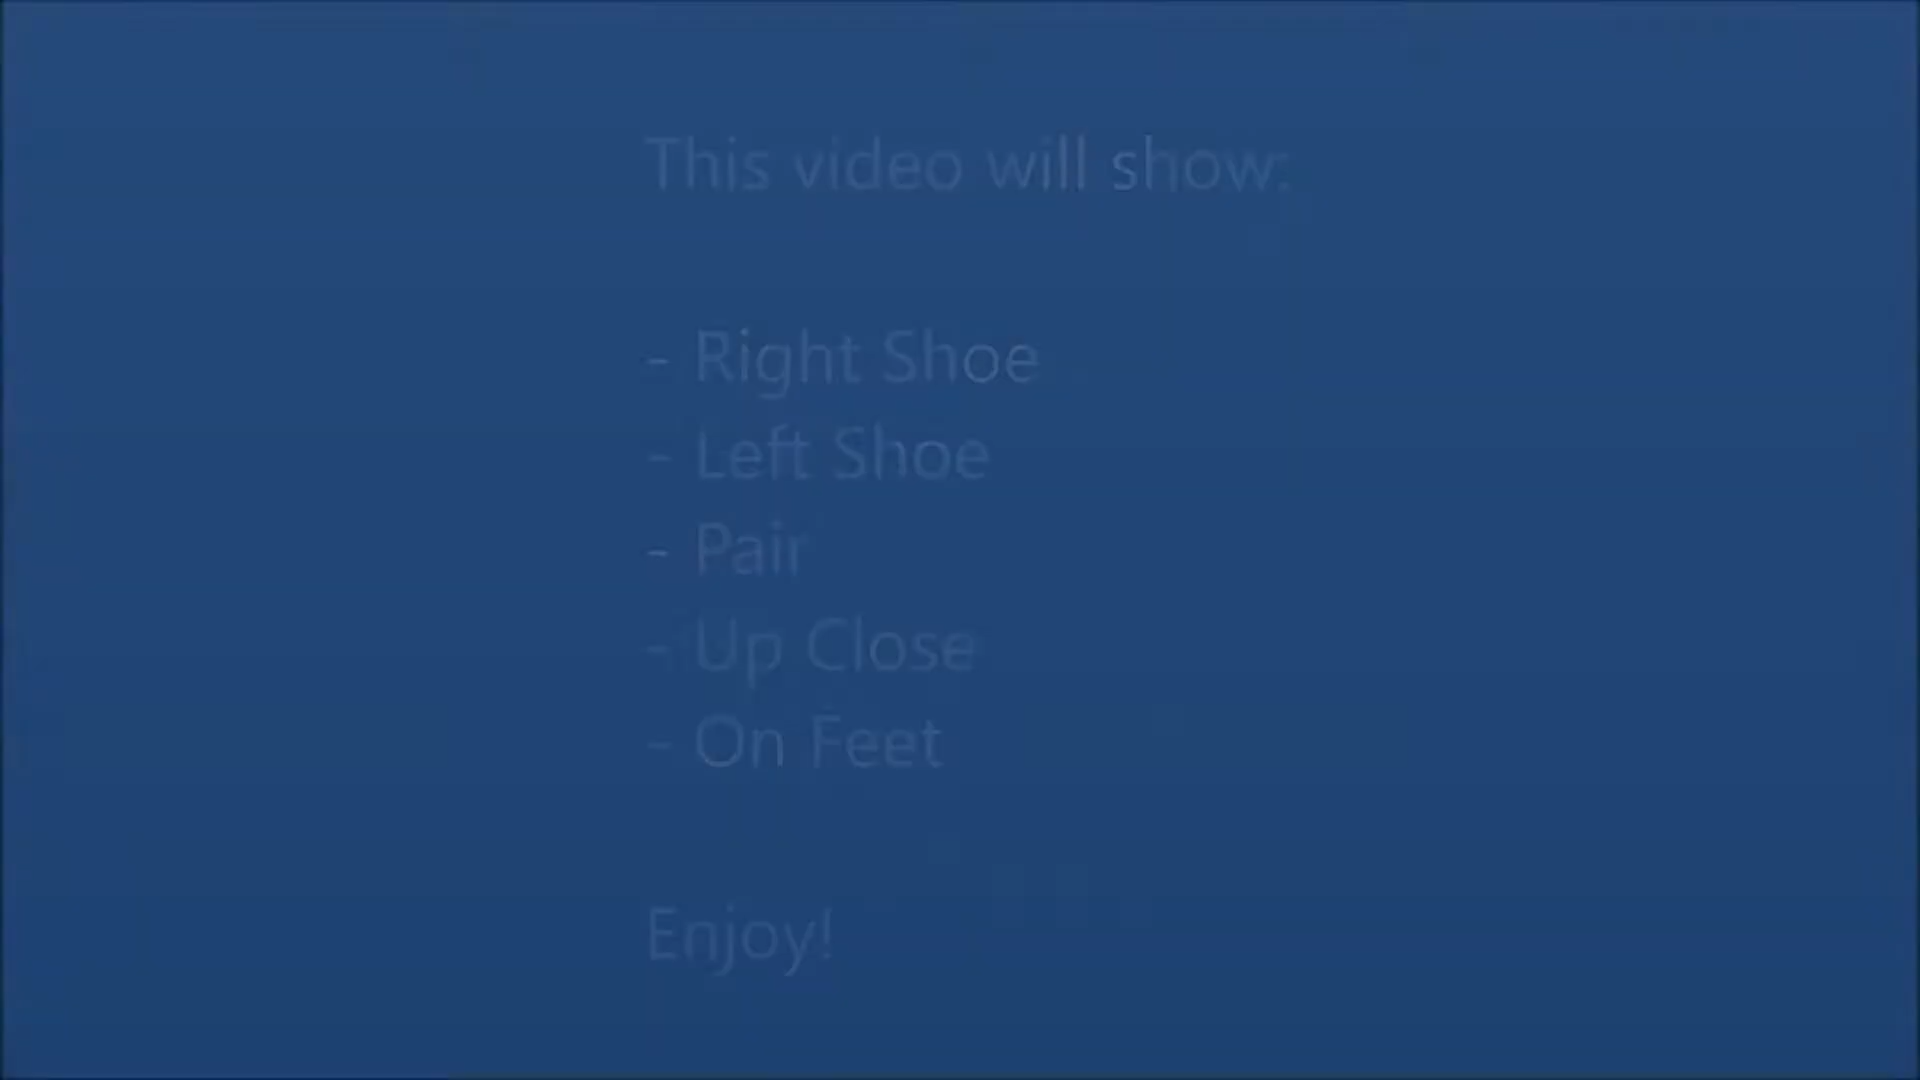 This video will show:
- Right Shoe
- Left Shoe
- Pair
- Up Close
- On Feet
Enjoy!